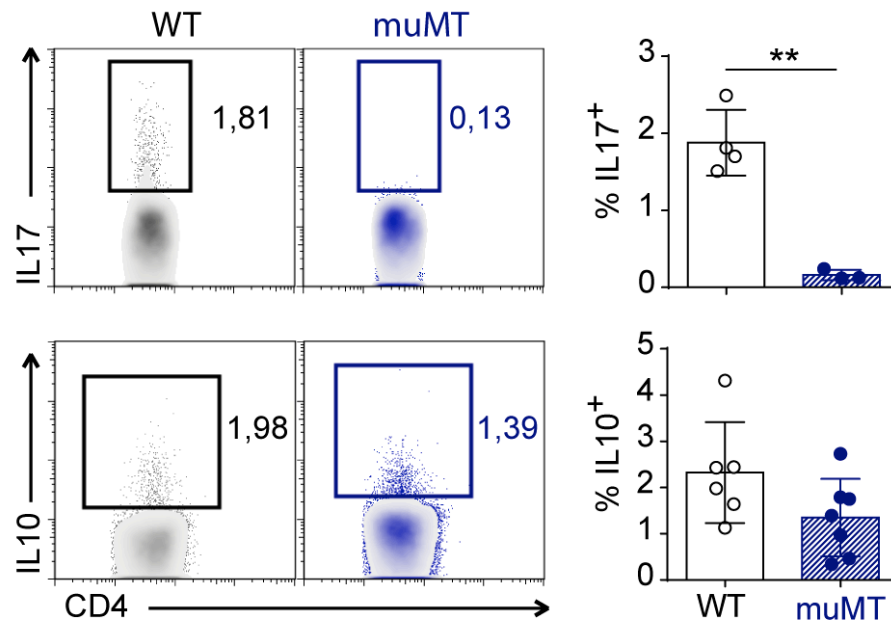 WT muMT
IL17
1,81
0,13
% IL17+
3
2
1
0
**
IL10
1,98
1,39
CD4
% IL10+
5
4
3
2
1
0
WT muMT